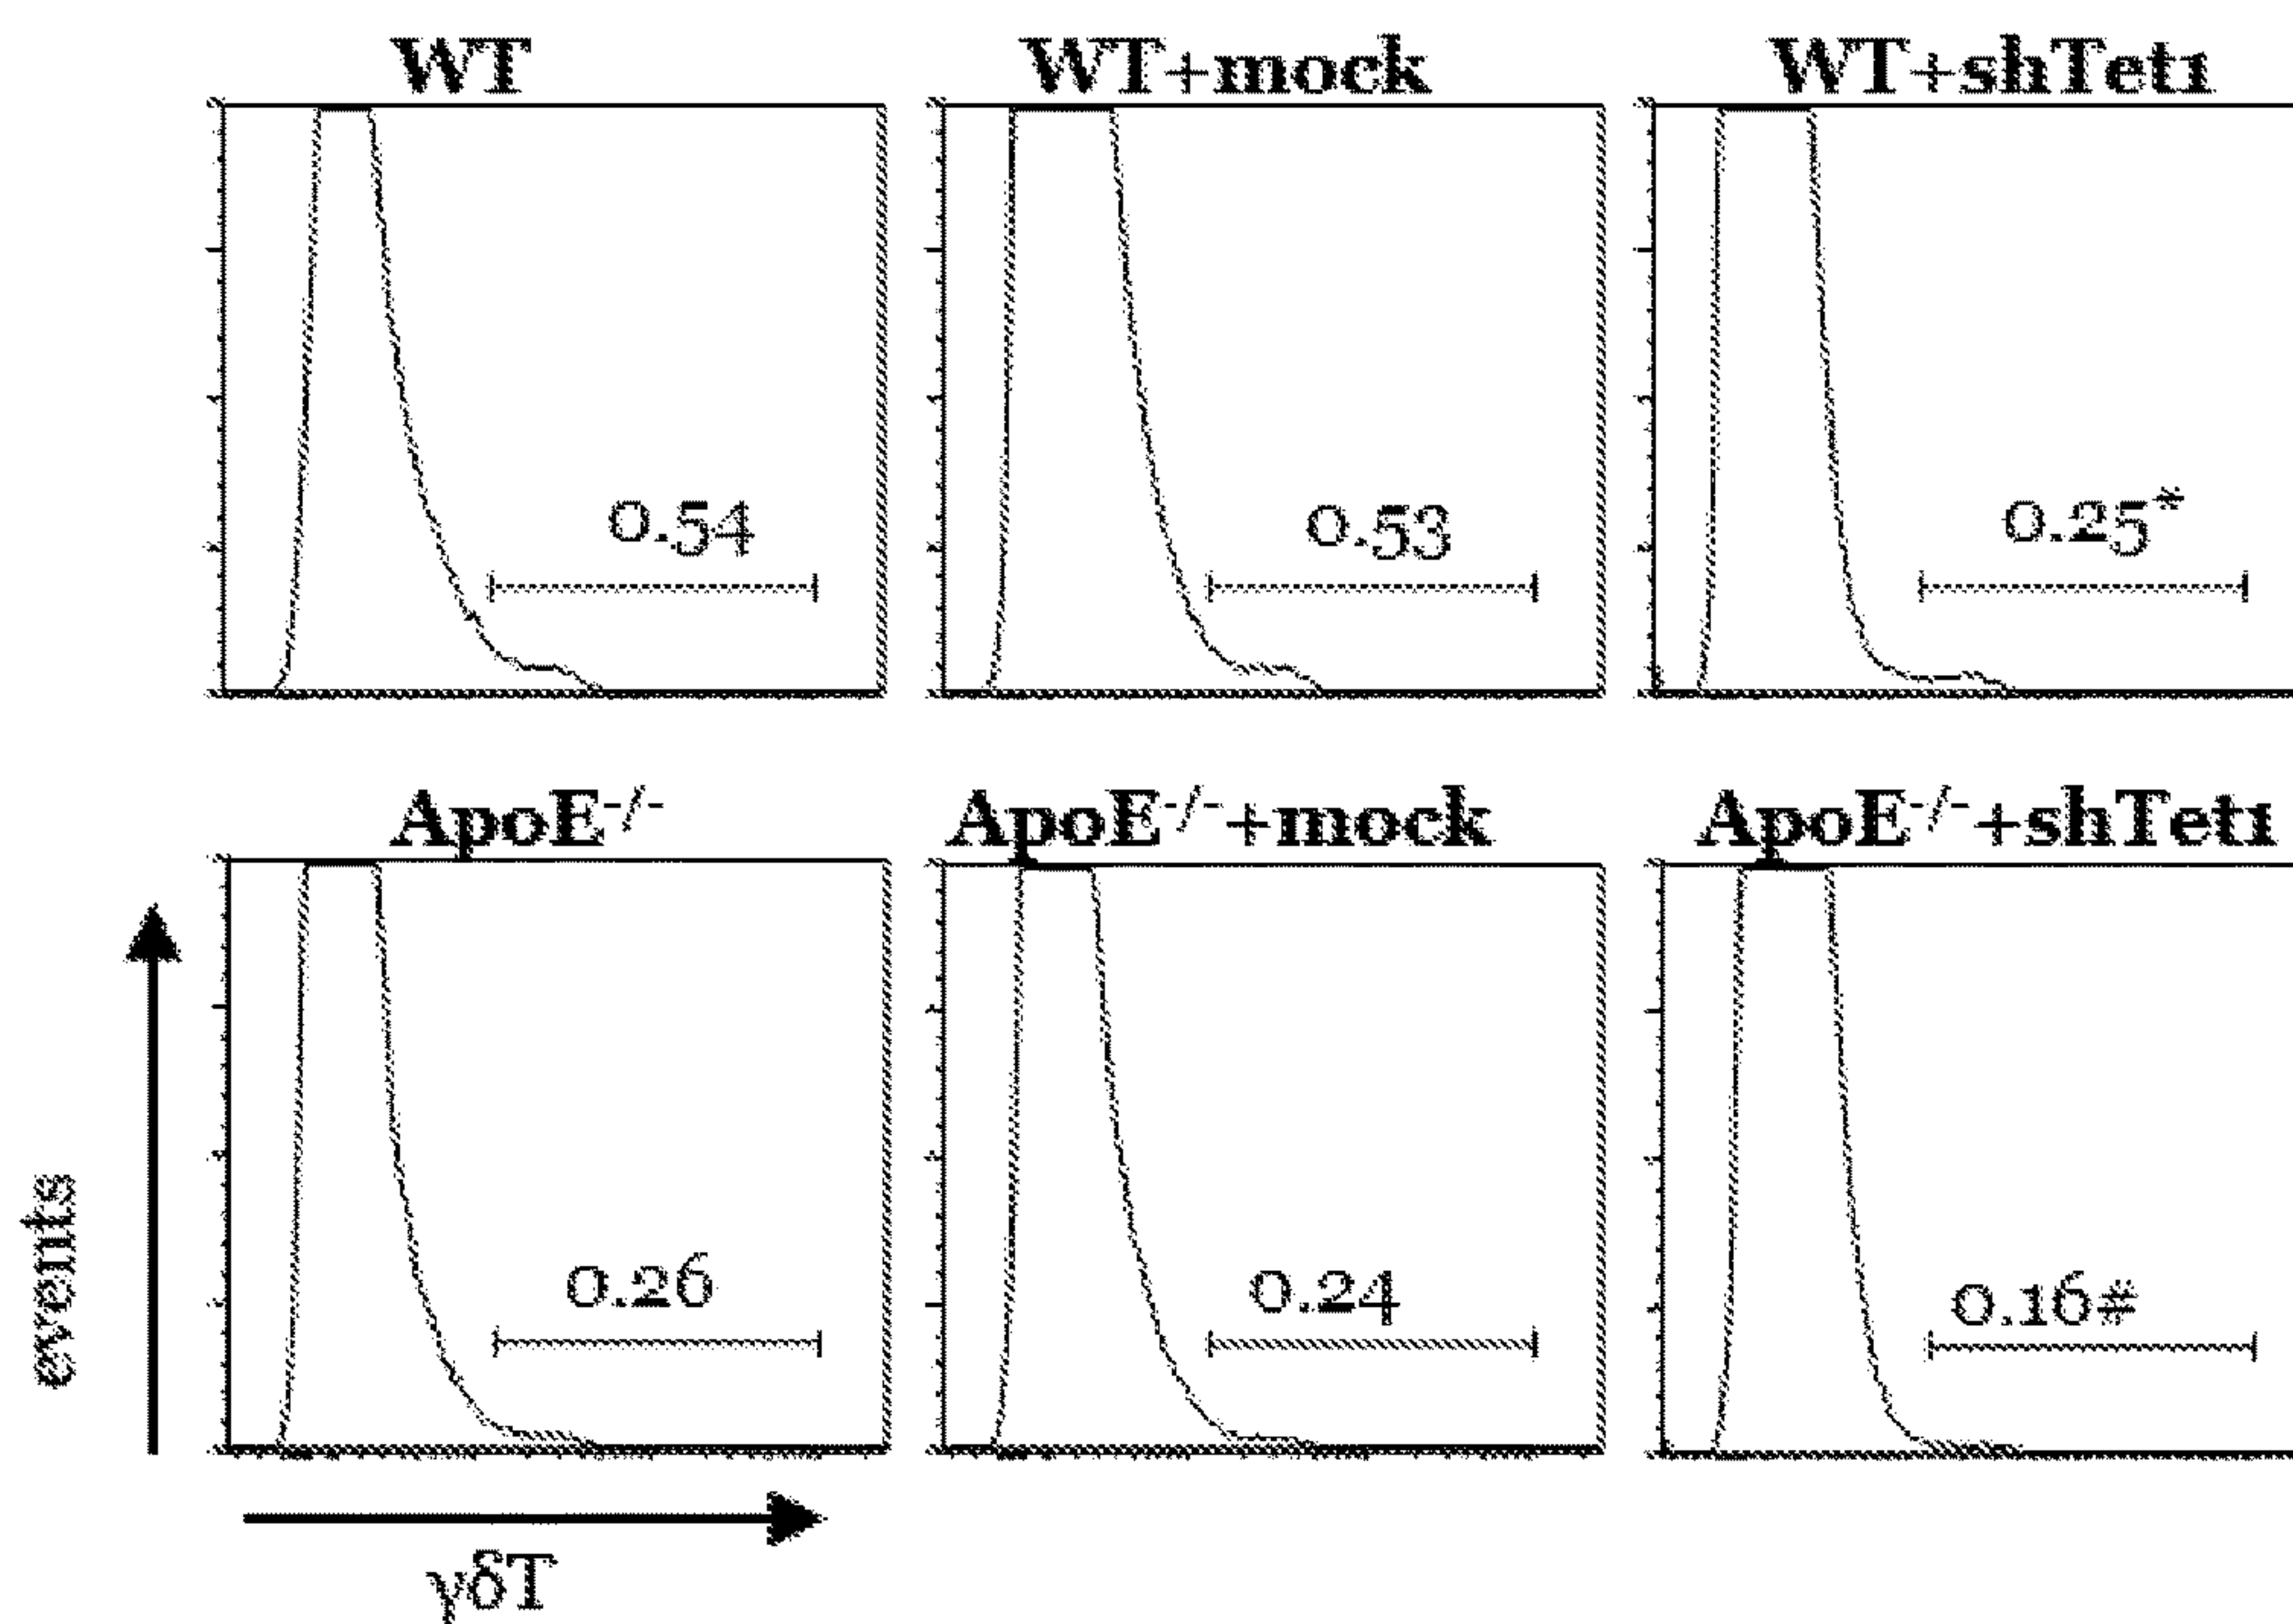 WT WT+mock WT+shTet1
0.54 0.53 0.25*
ApoE-/- ApoE-/-+mock ApoE-/-+shTet1
0.26 0.24 0.16#
events
γδT